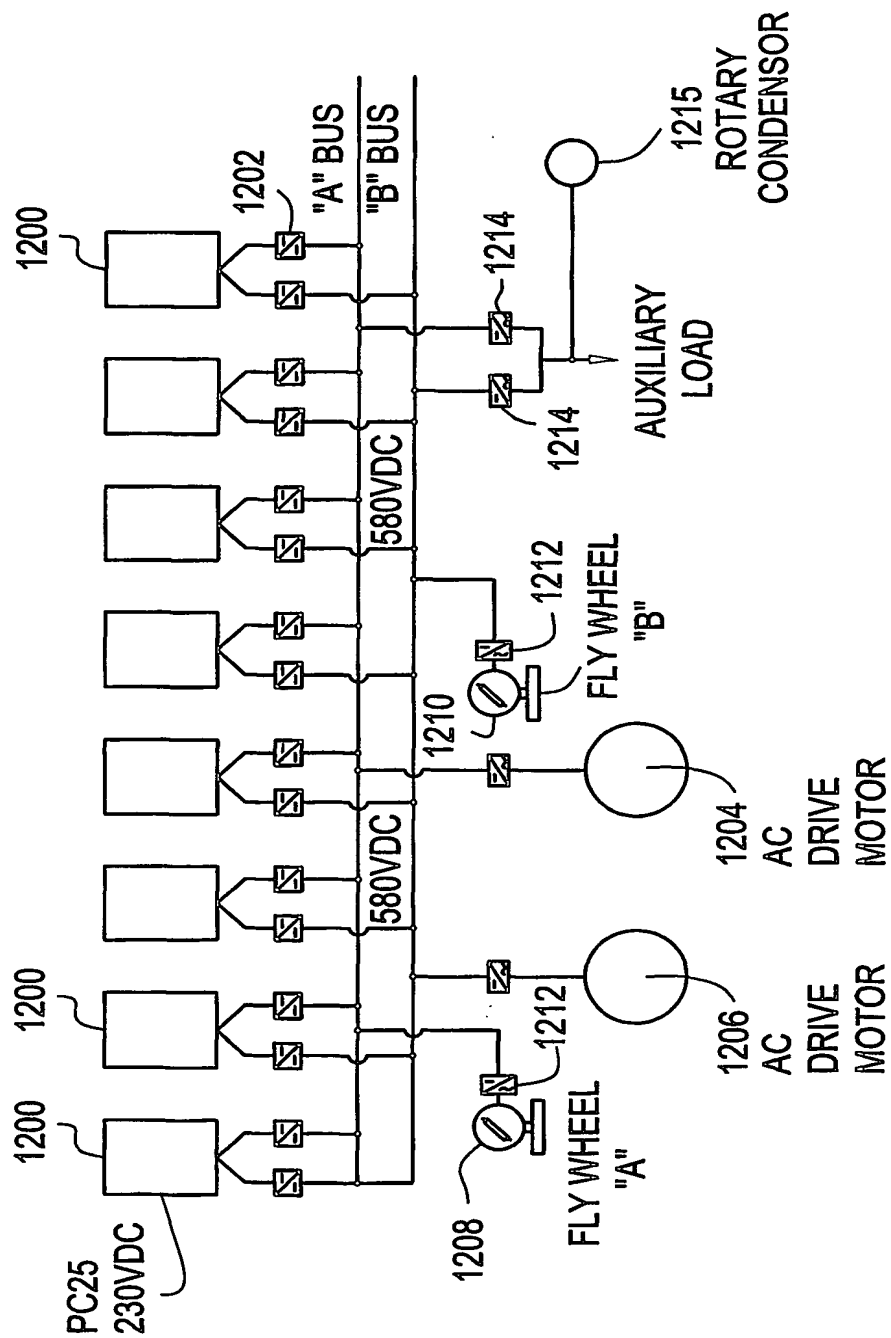 PC25
230VDC
1200
1200
1200
1202
"A" BUS
"B" BUS
580VDC
580VDC
1208
FLY WHEEL
"A"
1212
1206
AC
DRIVE
MOTOR
1204
AC
DRIVE
MOTOR
1210
FLY WHEEL
"B"
1212
1214
1214
AUXILIARY
LOAD
1215
ROTARY
CONDENSOR